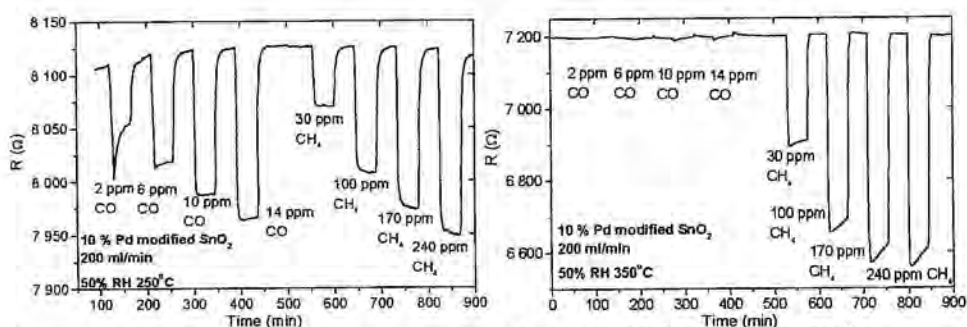 8 150
8 100
8 050
8 000
7 950
7 900
R (Ω)
2 ppm
CO
6 ppm
CO
10 ppm
CO
14 ppm
CO
30 ppm
CH₄
100 ppm
CH₄
170 ppm
CH₄
240 ppm
CH₄
10 % Pd modified SnO₂
200 ml/min
50% RH 250°C
100 200 300 400 500 600 700 800 900
Time (min)
7 200
7 000
6 800
6 600
R (Ω)
2 ppm 6 ppm 10 ppm 14 ppm
CO CO CO CO
30 ppm
CH₄
100 ppm
CH₄
170 ppm
CH₄
240 ppm CH₄
10 % Pd modified SnO₂
200 ml/min
50% RH 350°C
0 100 200 300 400 500 600 700 800 900
Time (min)